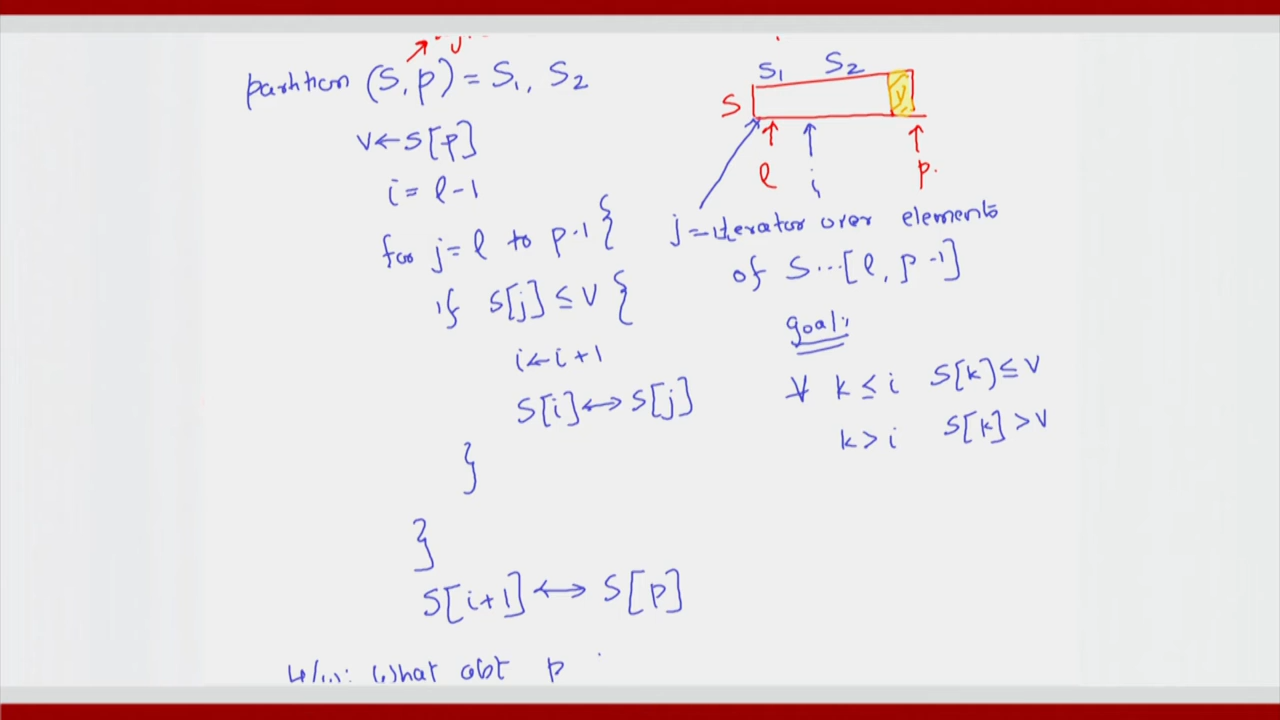 partition (S, p) = S₁, S₂
v ← S[p]
i = l - 1
for j = l to p-1 {
if S[j] ≤ v {
i ← i + 1
S[i] ↔ S[j]
}
}
S[i+1] ↔ S[p]
H/w: What abt p
S₁ S₂
S v
l i p.
j = iterator over elements
of S...[l, p-1]
goal:
∀ k ≤ i S[k] ≤ v
k > i S[k] > v